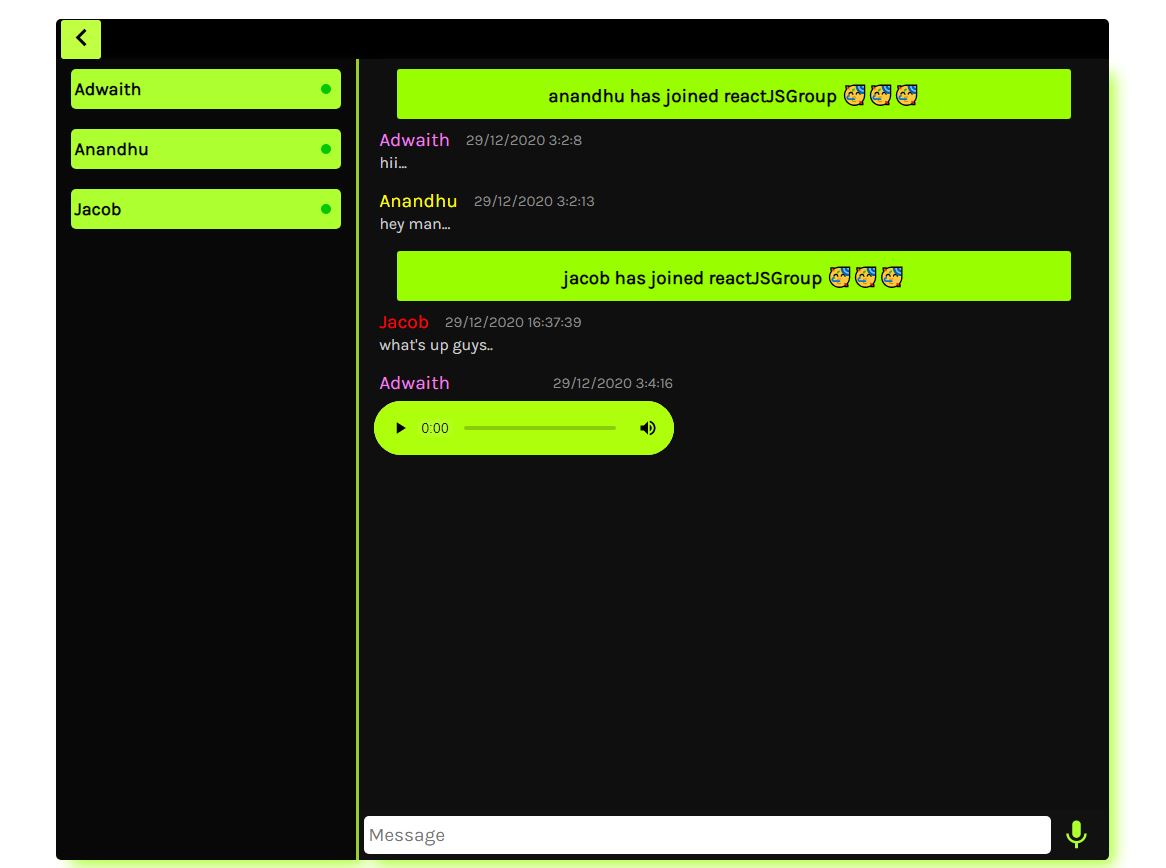 Adwaith
Anandhu
Jacob
anandhu has joined reactJSGroup 🥳🥳🥳
Adwaith 29/12/2020 3:2:8
hii...
Anandhu 29/12/2020 3:2:13
hey man...
jacob has joined reactJSGroup 🥳🥳🥳
Jacob 29/12/2020 16:37:39
what's up guys..
Adwaith 29/12/2020 3:4:16
0:00
Message